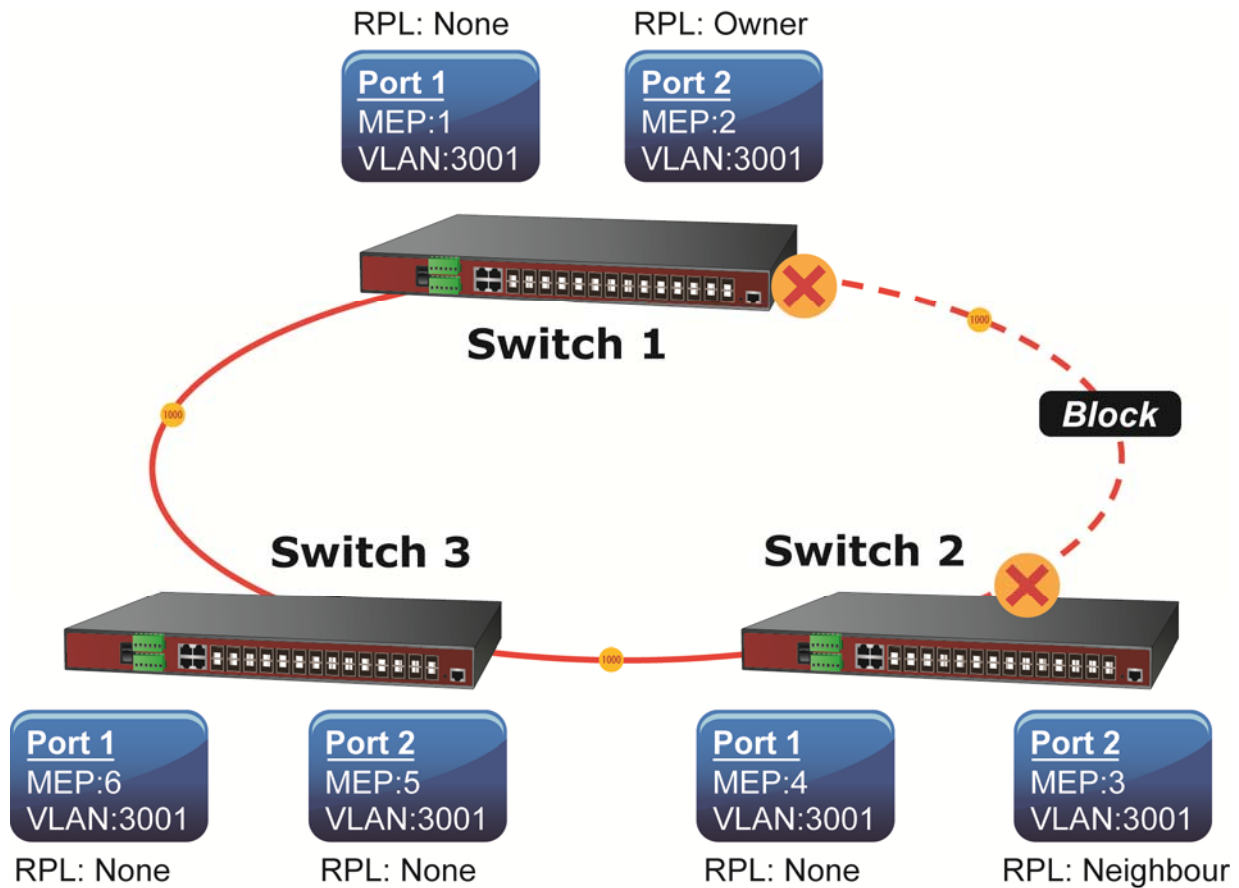 RPL: None
RPL: Owner
Port 1
MEP:1
VLAN:3001
Port 2
MEP:2
VLAN:3001
1000
Switch 1
Block
1000
Switch 3
Switch 2
1000
Port 1
MEP:6
VLAN:3001
RPL: None
Port 2
MEP:5
VLAN:3001
RPL: None
Port 1
MEP:4
VLAN:3001
RPL: None
Port 2
MEP:3
VLAN:3001
RPL: Neighbour